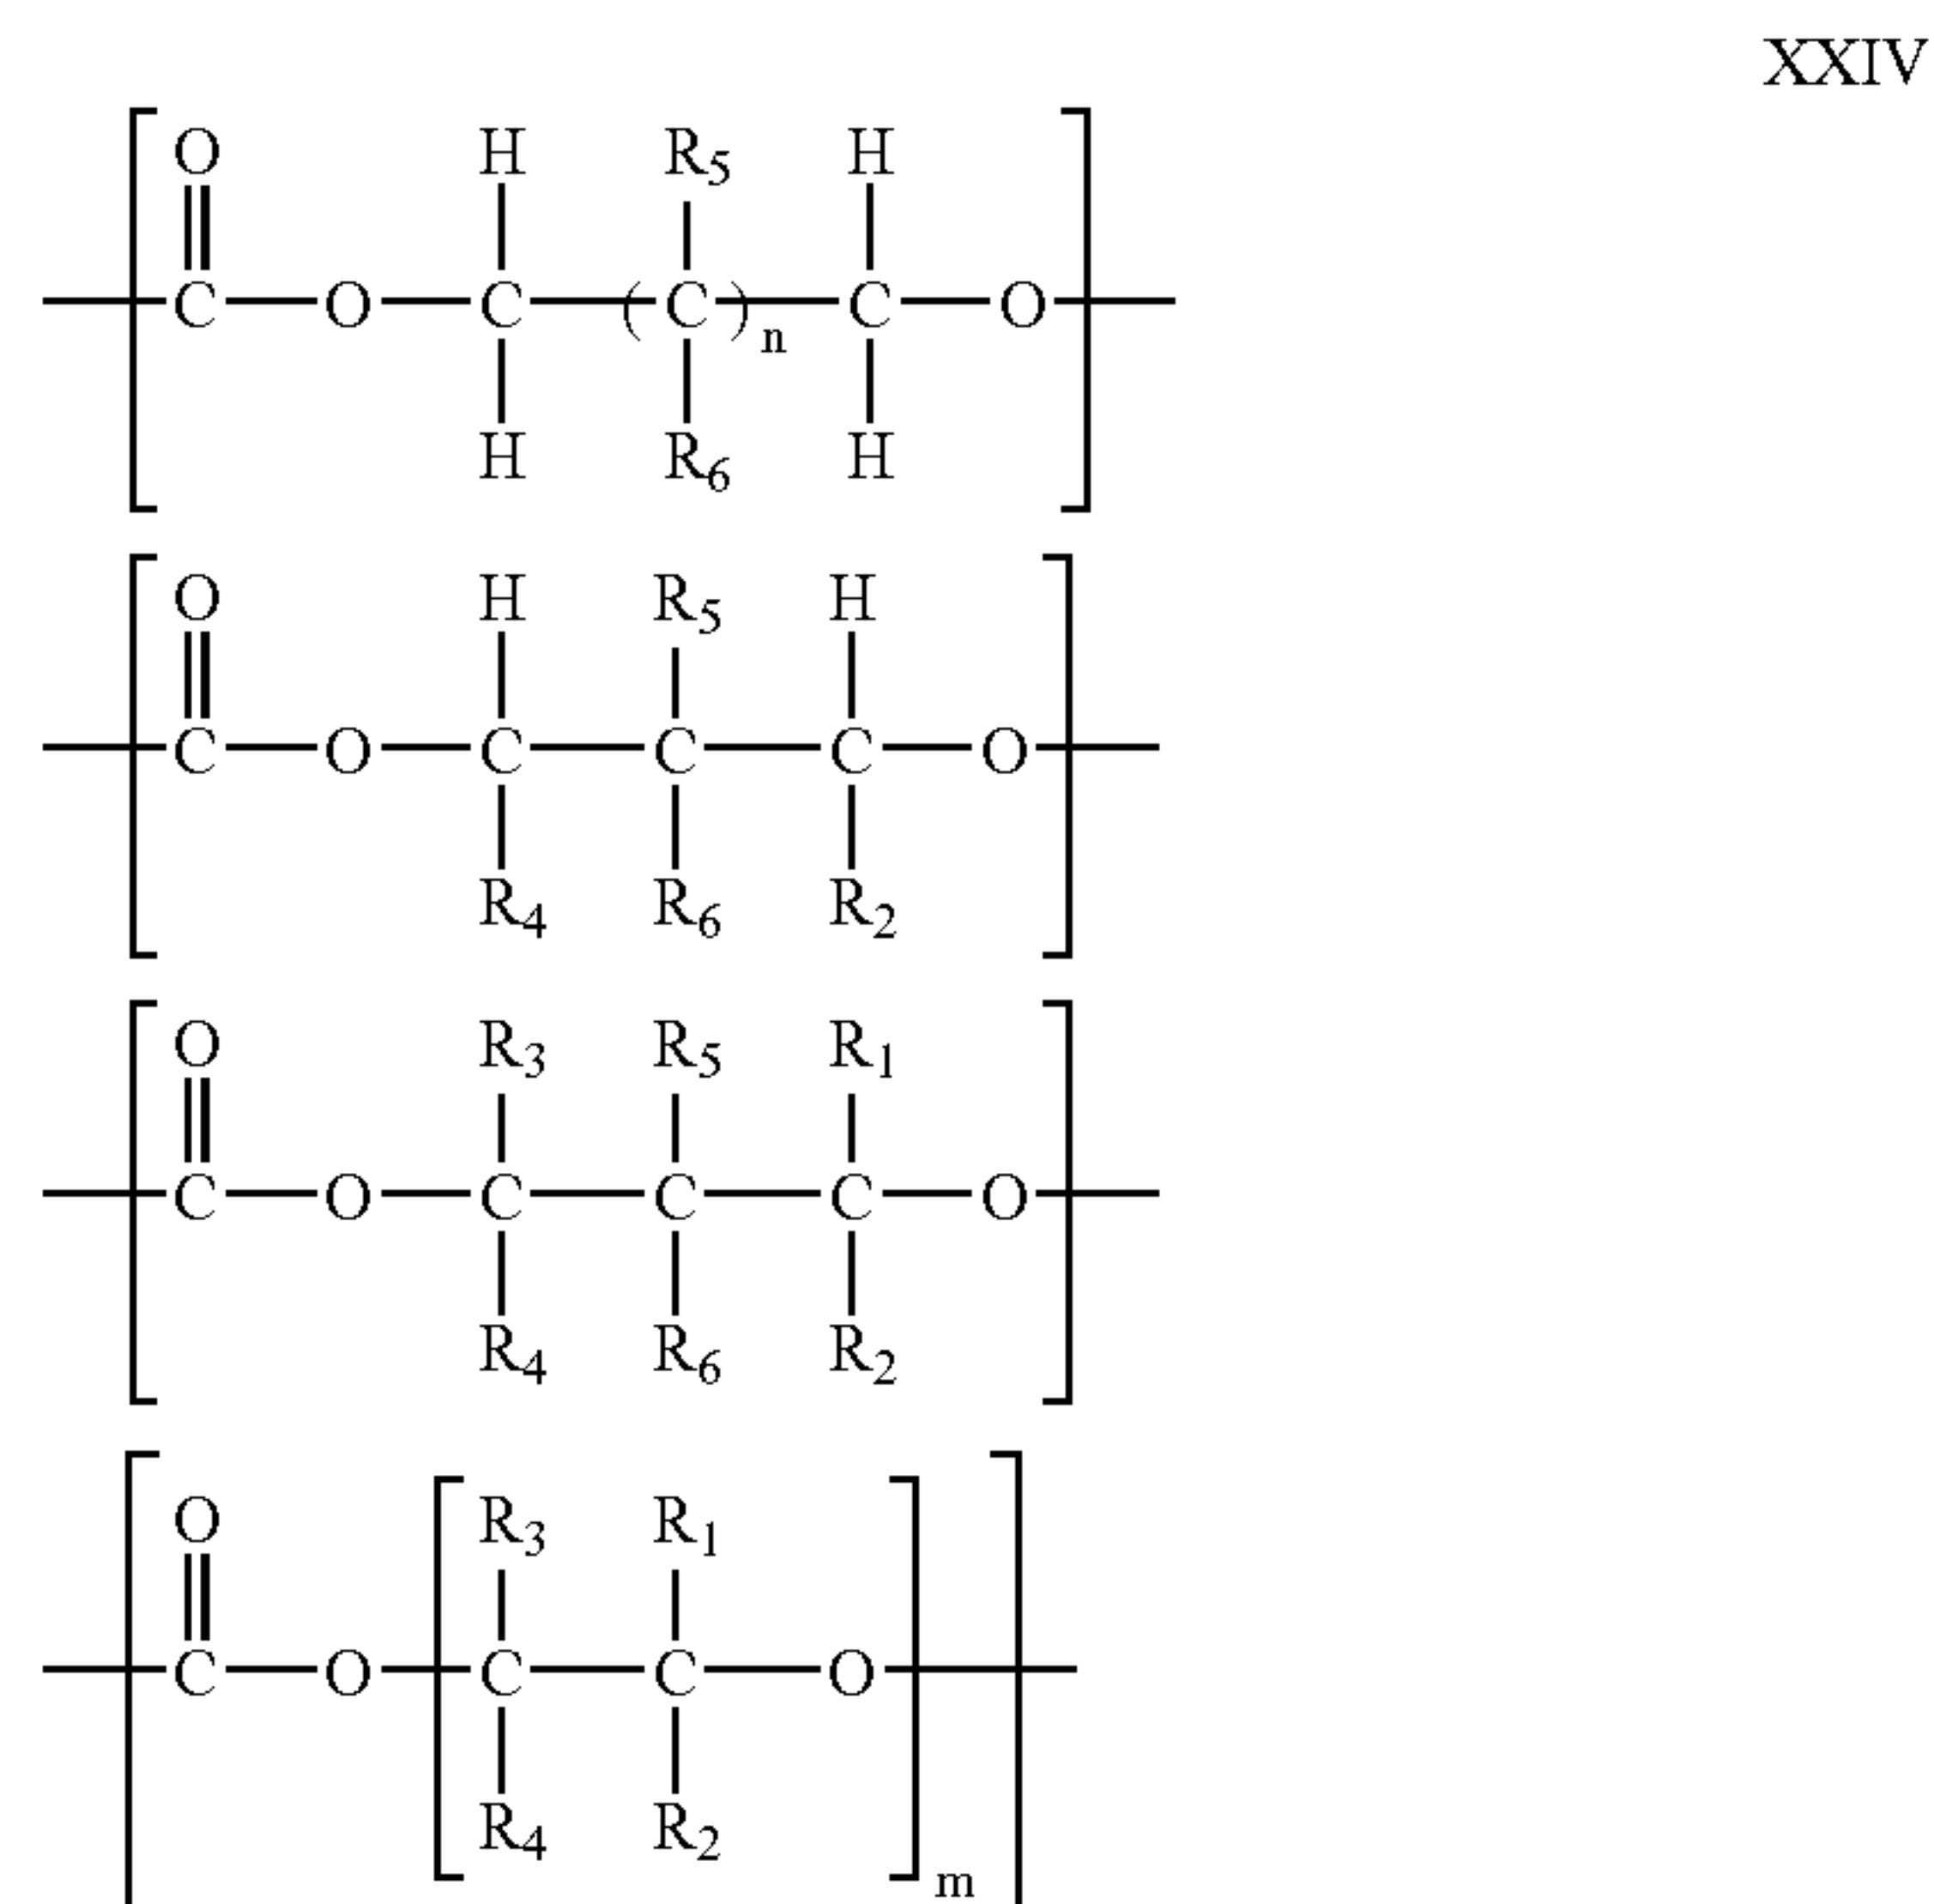 XXIV
O H R5 H
C O C ( C )n C O
H R6 H
O H R5 H
C O C C C O
R4 R6 R2
O R3 R5 R1
C O C C C O
R4 R6 R2
O R3 R1
C O C C O
R4 R2
m